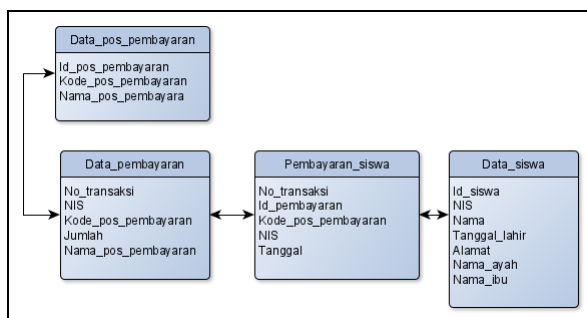 Data_pos_pembayaran
Id_pos_pembayaran
Kode_pos_pembayaran
Nama_pos_pembayara
Data_pembayaran
No_transaksi
NIS
Kode_pos_pembayaran
Jumlah
Nama_pos_pembayaran
Pembayaran_siswa
No_transaksi
Id_pembayaran
Kode_pos_pembayaran
NIS
Tanggal
Data_siswa
Id_siswa
NIS
Nama
Tanggal_lahir
Alamat
Nama_ayah
Nama_ibu